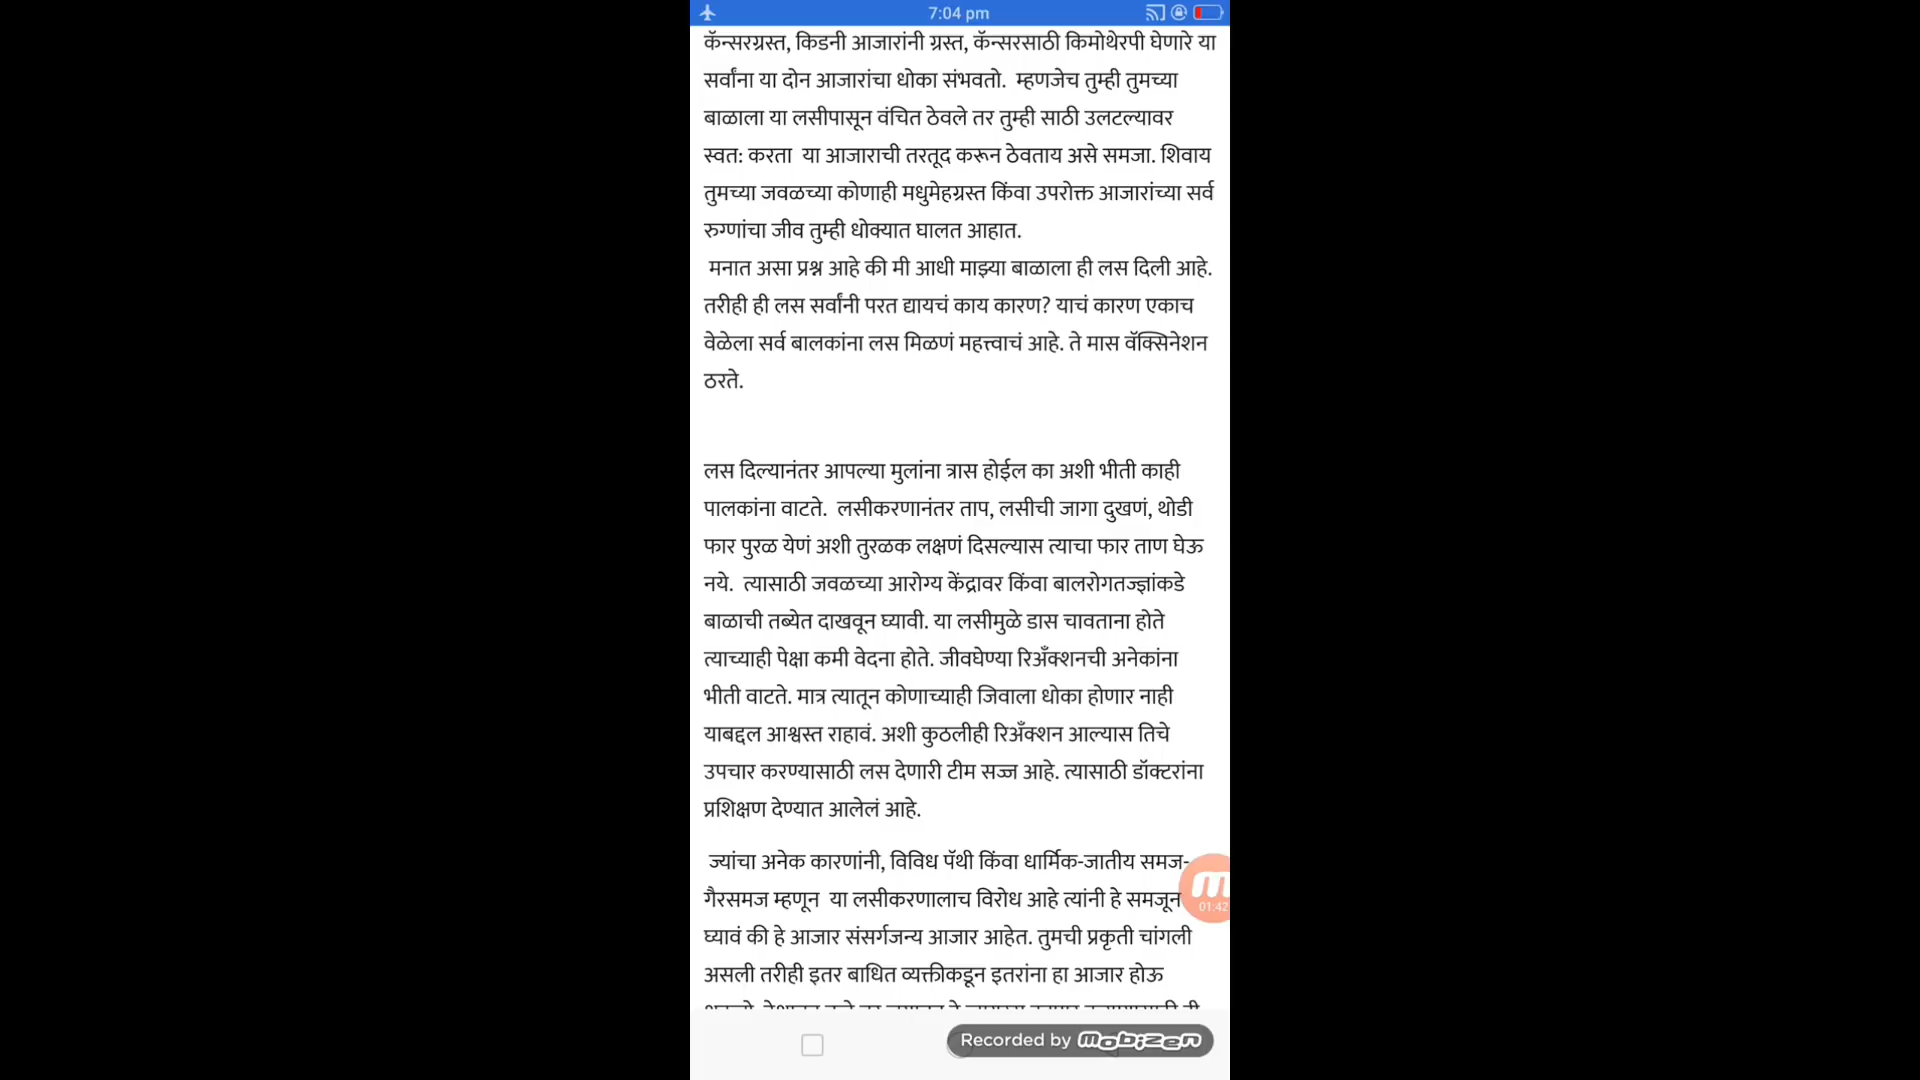 7:04 pm
कॅन्सरग्रस्त, किडनी आजारांनी ग्रस्त, कॅन्सरसाठी किमोथेरपी घेणारे या
सर्वांना या दोन आजारांचा धोका संभवतो.  म्हणजेच तुम्ही तुमच्या
बाळाला या लसीपासून वंचित ठेवले तर तुम्ही साठी उलटल्यावर
स्वत: करता  या आजाराची तरतूद करून ठेवताय असे समजा. शिवाय
तुमच्या जवळच्या कोणाही मधुमेहग्रस्त किंवा उपरोक्त आजारांच्या सर्व
रुग्णांचा जीव तुम्ही धोक्यात घालत आहात.
मनात असा प्रश्न आहे की मी आधी माझ्या बाळाला ही लस दिली आहे.
तरीही ही लस सर्वांनी परत द्यायचं काय कारण? याचं कारण एकाच
वेळेला सर्व बालकांना लस मिळणं महत्त्वाचं आहे. ते मास वॅक्सिनेशन
ठरते.
लस दिल्यानंतर आपल्या मुलांना त्रास होईल का अशी भीती काही
पालकांना वाटते.  लसीकरणानंतर ताप, लसीची जागा दुखणं, थोडी
फार पुरळ येणं अशी तुरळक लक्षणं दिसल्यास त्याचा फार ताण घेऊ
नये.  त्यासाठी जवळच्या आरोग्य केंद्रावर किंवा बालरोगतज्ज्ञांकडे
बाळाची तब्येत दाखवून घ्यावी. या लसीमुळे डास चावताना होते
त्याच्याही पेक्षा कमी वेदना होते. जीवघेण्या रिअँक्शनची अनेकांना
भीती वाटते. मात्र त्यातून कोणाच्याही जिवाला धोका होणार नाही
याबद्दल आश्वस्त राहावं. अशी कुठलीही रिअँक्शन आल्यास तिचे
उपचार करण्यासाठी लस देणारी टीम सज्ज आहे. त्यासाठी डॉक्टरांना
प्रशिक्षण देण्यात आलेलं आहे.
ज्यांचा अनेक कारणांनी, विविध पॅथी किंवा धार्मिक-जातीय समज-
गैरसमज म्हणून  या लसीकरणालाच विरोध आहे त्यांनी हे समजून
01:42
घ्यावं की हे आजार संसर्गजन्य आजार आहेत. तुमची प्रकृती चांगली
असली तरीही इतर बाधित व्यक्तीकडून इतरांना हा आजार होऊ
Recorded by mobizen